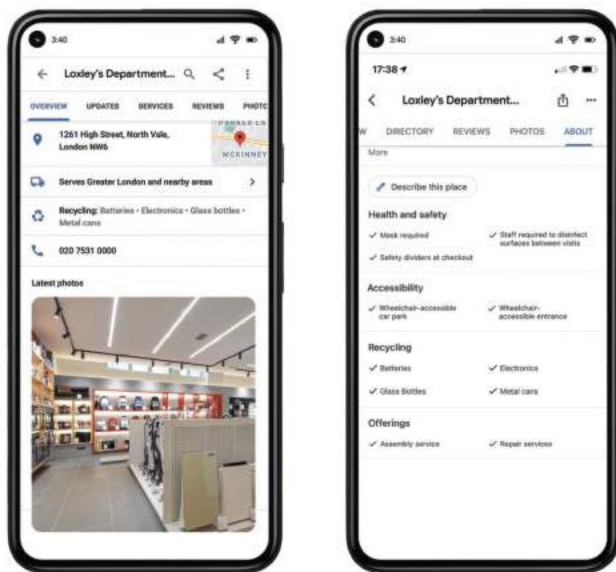 3:40
Loxley's Department...
OVERVIEW UPDATES SERVICES REVIEWS PHOTO
1261 High Street, North Vale,
London NW6
MCKINNEY
Serves Greater London and nearby areas
Recycling: Batteries • Electronics • Glass bottles •
Metal cans
020 7531 0000
Latest photos
3:40
17:38
Loxley's Department...
W DIRECTORY REVIEWS PHOTOS ABOUT
More
Describe this place
Health and safety
Mask required
Staff required to disinfect
surfaces between visits
Safety dividers at checkout
Accessibility
Wheelchair-accessible
car park
Wheelchair-
accessible entrance
Recycling
Batteries
Electronics
Glass Bottles
Metal cans
Offerings
Assembly service
Repair services